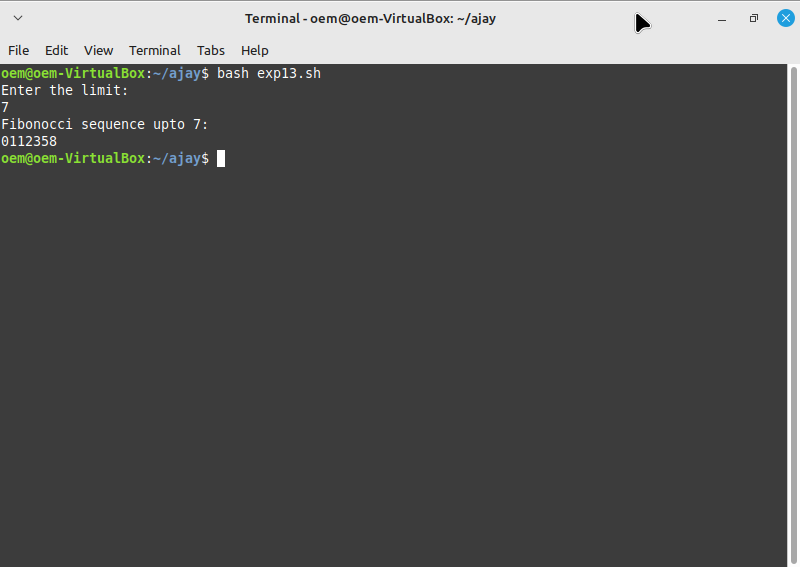 Terminal - oem@oem-VirtualBox: ~/ajay
File Edit View Terminal Tabs Help
oem@oem-VirtualBox:~/ajay$ bash exp13.sh
Enter the limit:
7
Fibonocci sequence upto 7:
0112358
oem@oem-VirtualBox:~/ajay$